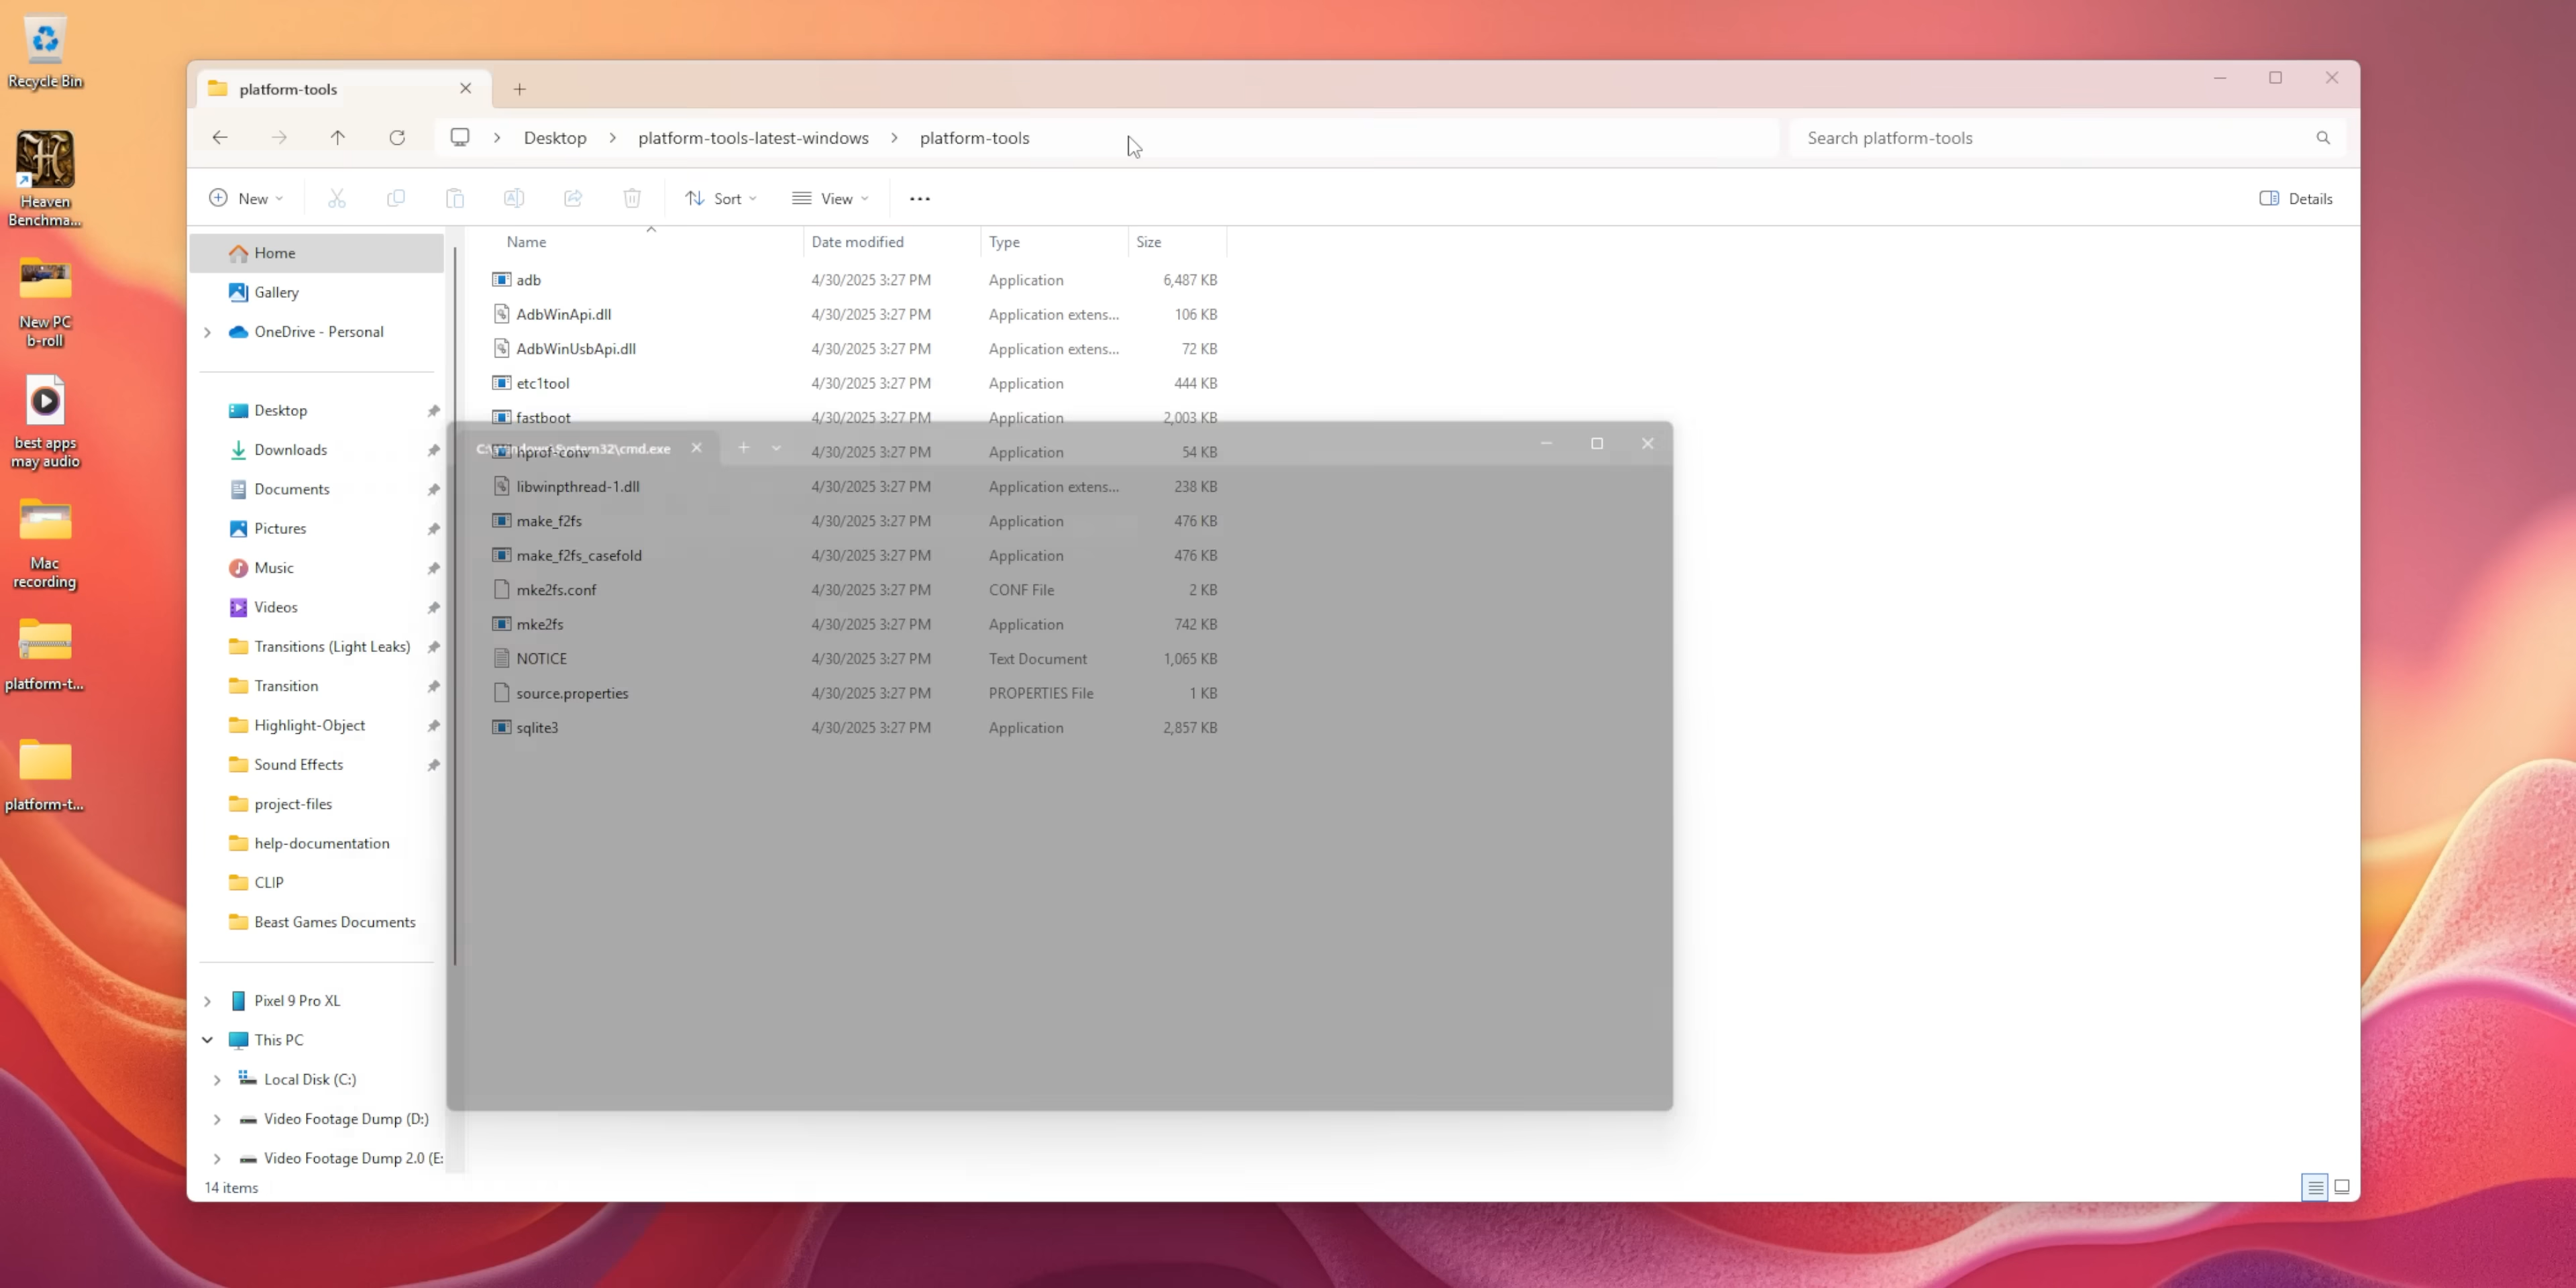 Recycle Bin
Heaven
Benchma...
New PC
b-roll
best apps
may audio
Mac
recording
platform-t...
platform-t...
platform-tools
Desktop
platform-tools-latest-windows
platform-tools
Search platform-tools
New
Sort
View
Details
Home
Gallery
OneDrive - Personal
Desktop
Downloads
Documents
Pictures
Music
Videos
Transitions (Light Leaks)
Transition
Highlight-Object
Sound Effects
project-files
help-documentation
CLIP
Beast Games Documents
Pixel 9 Pro XL
This PC
Local Disk (C:)
Video Footage Dump (D:)
Video Footage Dump 2.0 (E:
Name Date modified Type Size
adb 4/30/2025 3:27 PM Application 6,487 KB
AdbWinApi.dll 4/30/2025 3:27 PM Application extens... 106 KB
AdbWinUsbApi.dll 4/30/2025 3:27 PM Application extens... 72 KB
etc1tool 4/30/2025 3:27 PM Application 444 KB
fastboot 4/30/2025 3:27 PM Application 2,003 KB
C:\Windows\System32\cmd.exe
hprof-conv 4/30/2025 3:27 PM Application 54 KB
libwinpthread-1.dll 4/30/2025 3:27 PM Application extens... 238 KB
make_f2fs 4/30/2025 3:27 PM Application 476 KB
make_f2fs_casefold 4/30/2025 3:27 PM Application 476 KB
mke2fs.conf 4/30/2025 3:27 PM CONF File 2 KB
mke2fs 4/30/2025 3:27 PM Application 742 KB
NOTICE 4/30/2025 3:27 PM Text Document 1,065 KB
source.properties 4/30/2025 3:27 PM PROPERTIES File 1 KB
sqlite3 4/30/2025 3:27 PM Application 2,857 KB
14 items